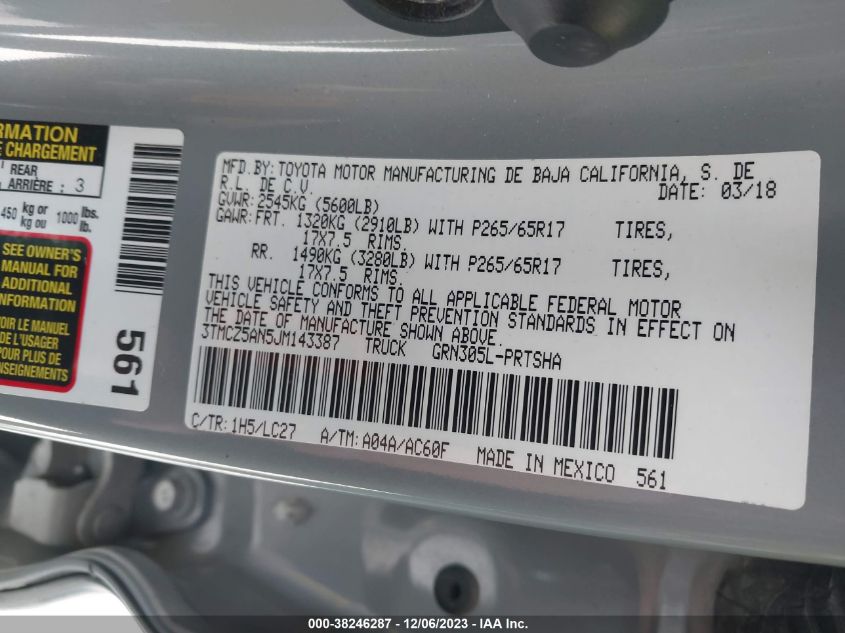 RMATION
E CHARGEMENT
REAR
ARRIÈRE : 3
450 kg or 1000 lbs.
kg ou lb.
SEE OWNER'S
MANUAL FOR
ADDITIONAL
INFORMATION
OIR LE MANUEL
DE L'USAGER
POUR PLUS DE
NSEIGNEMENTS
561
MFD.BY: TOYOTA MOTOR MANUFACTURING DE BAJA CALIFORNIA, S. DE
R.L. DE C.V. DATE: 03/18
GVWR: 2545KG (5600LB)
GAWR: FRT. 1320KG (2910LB) WITH P265/65R17 TIRES,
17X7.5 RIMS.
RR. 1490KG (3280LB) WITH P265/65R17 TIRES,
17X7.5 RIMS.
THIS VEHICLE CONFORMS TO ALL APPLICABLE FEDERAL MOTOR
VEHICLE SAFETY AND THEFT PREVENTION STANDARDS IN EFFECT ON
THE DATE OF MANUFACTURE SHOWN ABOVE.
3TMCZ5AN5JM143387 TRUCK GRN305L-PRTSHA
C/TR: 1H5/LC27 A/TM: A04A/AC60F MADE IN MEXICO 561
000-38246287 - 12/06/2023 - IAA Inc.